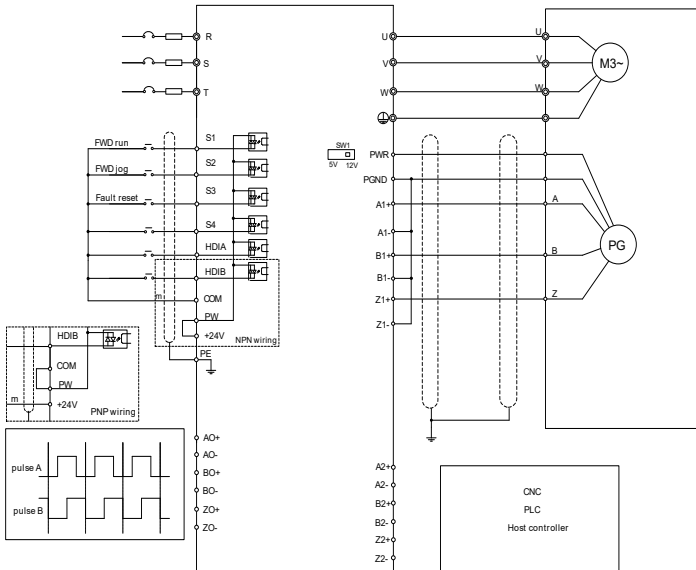 R
S
T
U
V
W
U
V
W
M3~
FWD run
S1
FWD jog
S2
Fault reset
S3
S4
HDIA
HDIB
m
COM
PW
+24V
NPN wiring
PE
SW1
5V 12V
PWR
PGND
A1+
A1-
B1+
B1-
Z1+
Z1-
A
B
Z
PG
HDIB
COM
PW
m
+24V
PNP wiring
pulse A
pulse B
AO+
AO-
BO+
BO-
ZO+
ZO-
A2+
A2-
B2+
B2-
Z2+
Z2-
CNC
PLC
Host controller